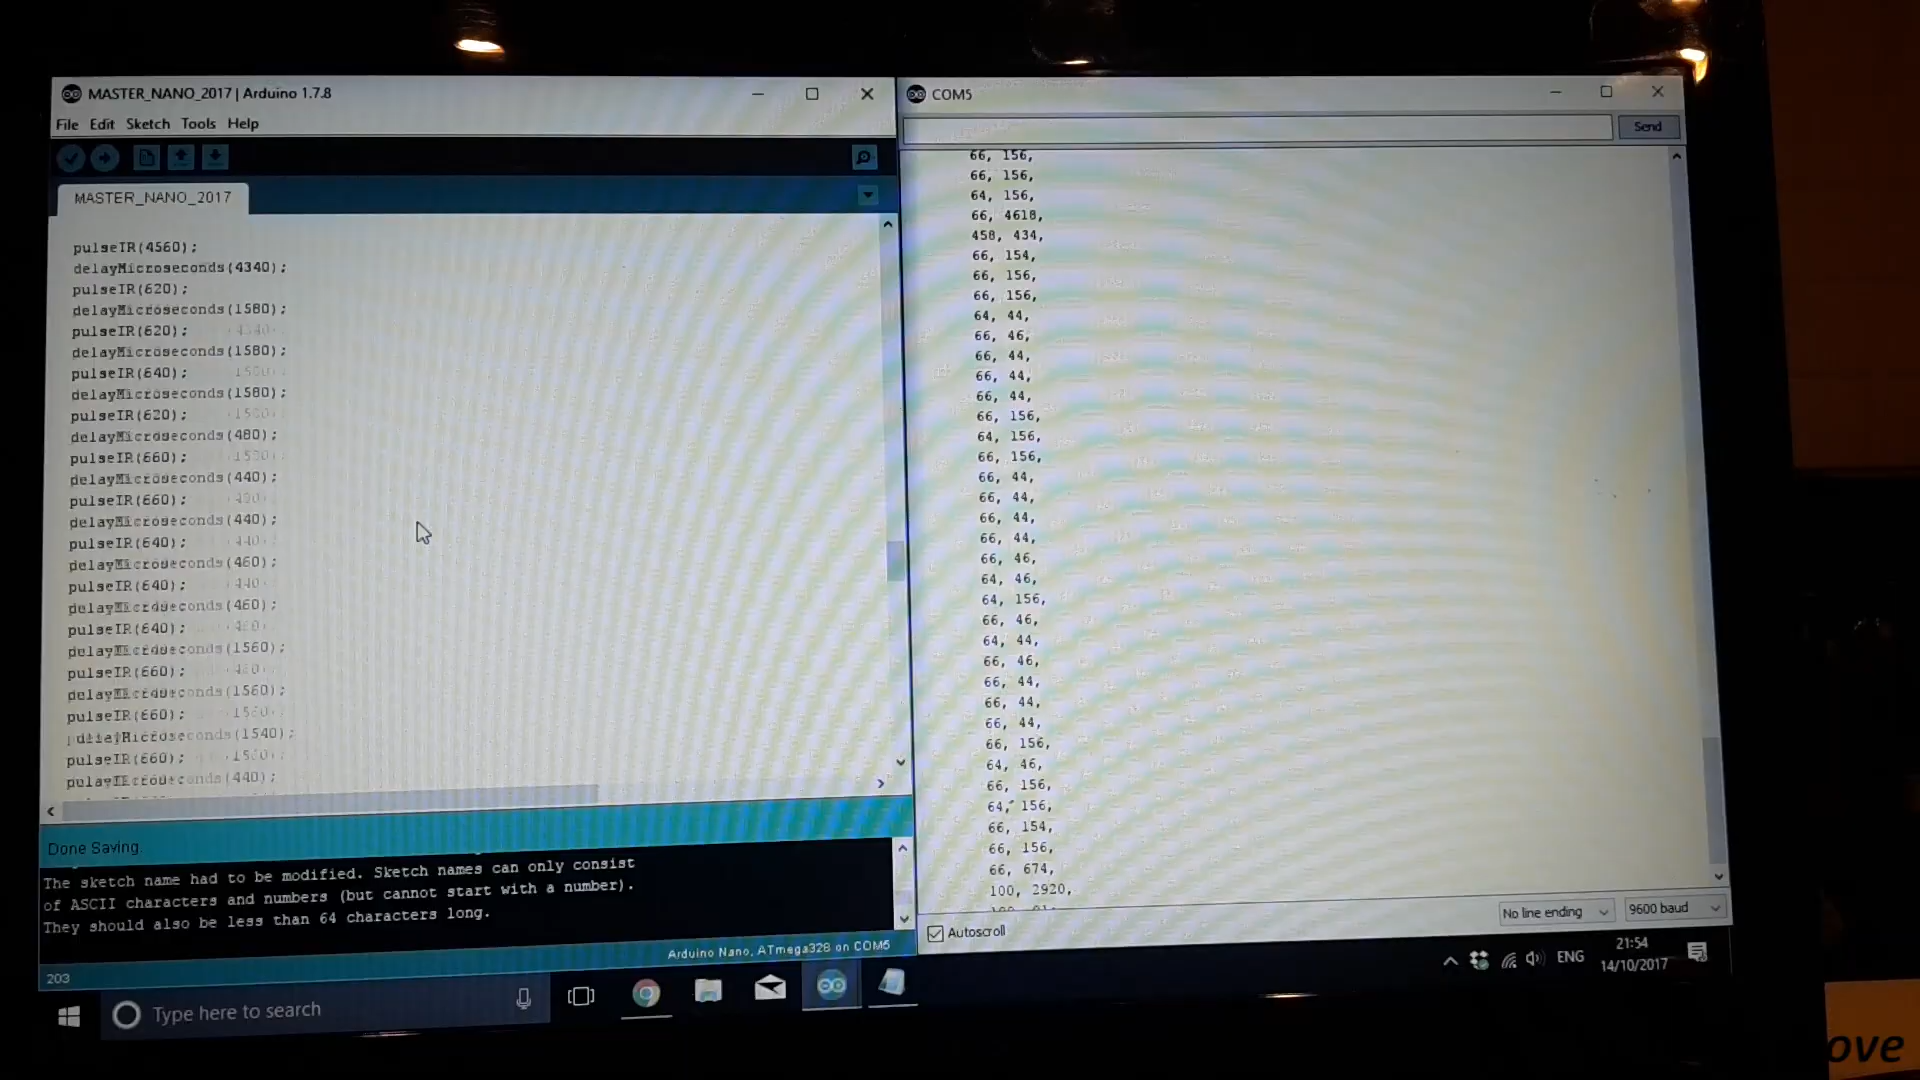 MASTER_NANO_2017 | Arduino 1.7.8
File Edit Sketch Tools Help
MASTER_NANO_2017
pulseIR(4560);
delayMicroseconds(4340);
pulseIR(620);
delayMicroseconds(1580);
pulseIR(620);
delayMicroseconds(1580);
pulseIR(640);
delayMicroseconds(1580);
pulseIR(620);
delayMicroseconds(480);
pulseIR(660);
delayMicroseconds(440);
pulseIR(660);
delayMicroseconds(440);
pulseIR(640);
delayMicroseconds(460);
pulseIR(640);
delayMicroseconds(460);
pulseIR(640);
delayMicroseconds(1560);
pulseIR(660);
delayMicroseconds(1560);
pulseIR(660);
delayMicroseconds(1540);
pulseIR(660);
delayMicroseconds(440);
Done Saving.
The sketch name had to be modified. Sketch names can only consist
of ASCII characters and numbers (but cannot start with a number).
They should also be less than 64 characters long.
203
Arduino Nano, ATmega328 on COM5
COM5
Send
66, 156,
66, 156,
64, 156,
66, 4618,
458, 434,
66, 154,
66, 156,
66, 156,
64, 44,
66, 46,
66, 44,
66, 44,
66, 44,
66, 156,
64, 156,
66, 156,
66, 44,
66, 44,
66, 44,
66, 44,
66, 46,
64, 46,
64, 156,
66, 46,
64, 44,
66, 46,
66, 44,
66, 44,
66, 44,
66, 156,
64, 46,
66, 156,
64, 156,
66, 154,
66, 156,
66, 674,
100, 2920,
Autoscroll
No line ending
9600 baud
Type here to search
ENG
21:54
14/10/2017
ove